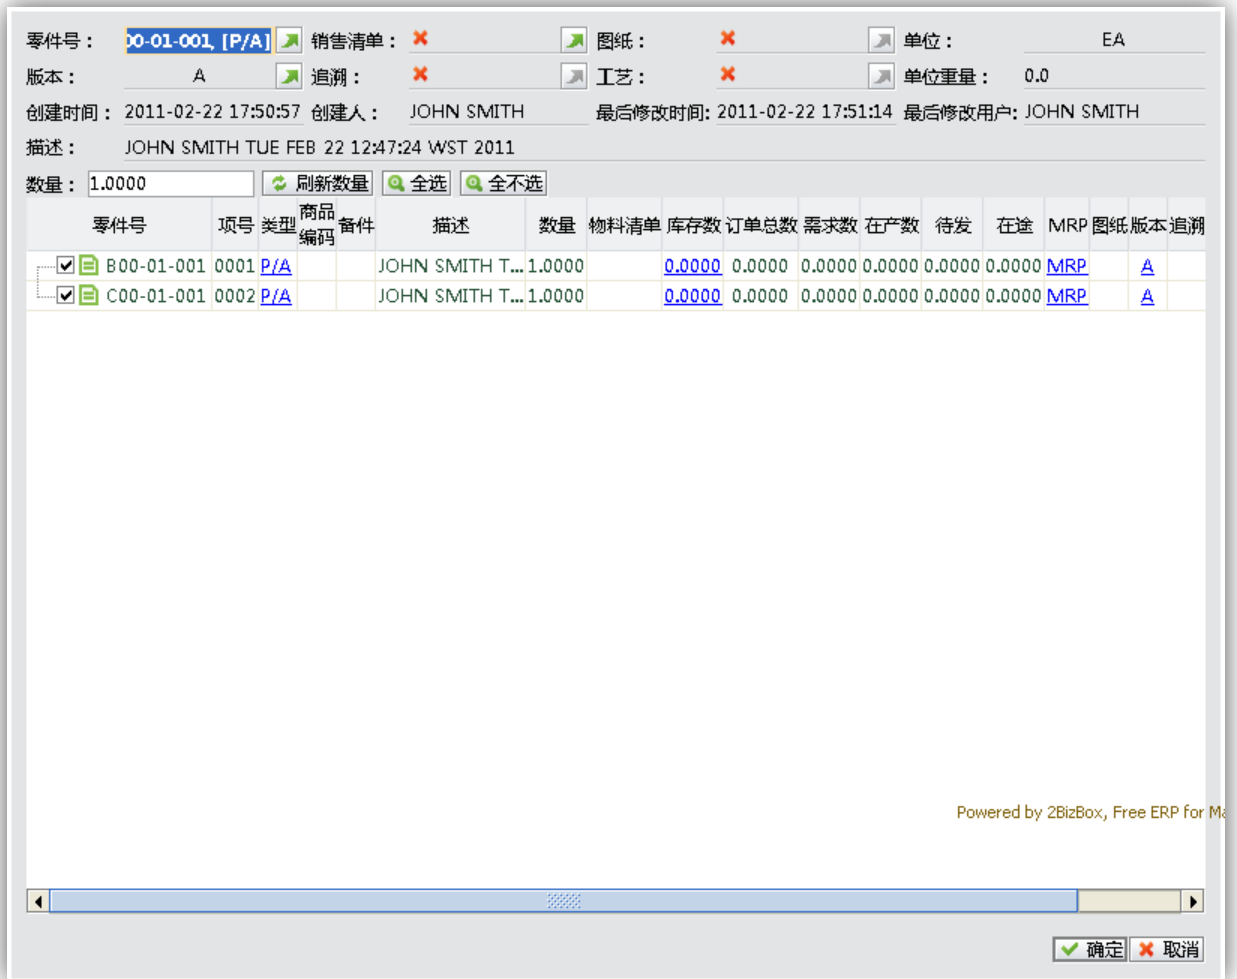 零件号： 00-01-001, [P/A] 销售清单： 图纸： 单位： EA
版本： A 追溯： 工艺： 单位重量： 0.0
创建时间： 2011-02-22 17:50:57 创建人： JOHN SMITH 最后修改时间: 2011-02-22 17:51:14 最后修改用户: JOHN SMITH
描述： JOHN SMITH TUE FEB 22 12:47:24 WST 2011
数量： 1.0000 刷新数量 全选 全不选
零件号 项号 类型 商品编码 备件 描述 数量 物料清单 库存数 订单总数 需求数 在产数 待发 在途 MRP 图纸 版本 追溯
B00-01-001 0001 P/A JOHN SMITH T... 1.0000 0.0000 0.0000 0.0000 0.0000 0.0000 0.0000 MRP A
C00-01-001 0002 P/A JOHN SMITH T... 1.0000 0.0000 0.0000 0.0000 0.0000 0.0000 0.0000 MRP A
Powered by 2BizBox, Free ERP for Ma
确定 取消